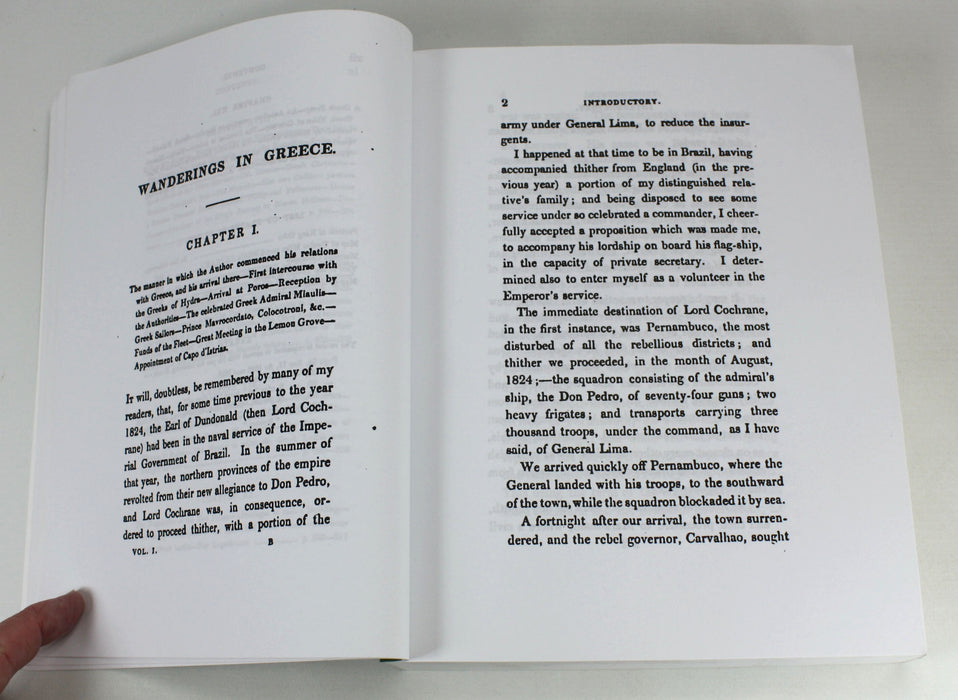 WANDERINGS IN GREECE.
CHAPTER I.
The manner in which the Author commenced his relations
with Greece, and his arrival there—First intercourse with
the Greeks of Hydra—Arrival at Poros—Reception by
the Authorities—The celebrated Greek Admiral Miaulis—
Greek Sailors—Prince Mavrocordato, Colocotroni, &c.—
Funds of the Fleet—Great Meeting in the Lemon Grove—
Appointment of Capo d'Istrias.
IT will, doubtless, be remembered by many of my
readers, that, for some time previous to the year
1824, the Earl of Dundonald (then Lord Coch-
rane) had been in the naval service of the Impe-
rial Government of Brazil. In the summer of
that year, the northern provinces of the empire
revolted from their new allegiance to Don Pedro,
and Lord Cochrane was, in consequence, or-
dered to proceed thither, with a portion of the
VOL. I. B
2 INTRODUCTORY.
army under General Lima, to reduce the insur-
gents.
I happened at that time to be in Brazil, having
accompanied thither from England (in the pre-
vious year) a portion of my distinguished rela-
tive's family; and being disposed to see some
service under so celebrated a commander, I cheer-
fully accepted a proposition which was made me,
to accompany his lordship on board his flag-ship,
in the capacity of private secretary. I deter-
mined also to enter myself as a volunteer in the
Emperor's service.
The immediate destination of Lord Cochrane,
in the first instance, was Pernambuco, the most
disturbed of all the rebellious districts; and
thither we proceeded, in the month of August,
1824;—the squadron consisting of the admiral's
ship, the Don Pedro, of seventy-four guns; two
heavy frigates; and transports carrying three
thousand troops, under the command, as I have
said, of General Lima.
We arrived quickly off Pernambuco, where the
General landed with his troops, to the southward
of the town, while the squadron blockaded it by sea.
A fortnight after our arrival, the town surren-
dered, and the rebel governor, Carvalhao, sought